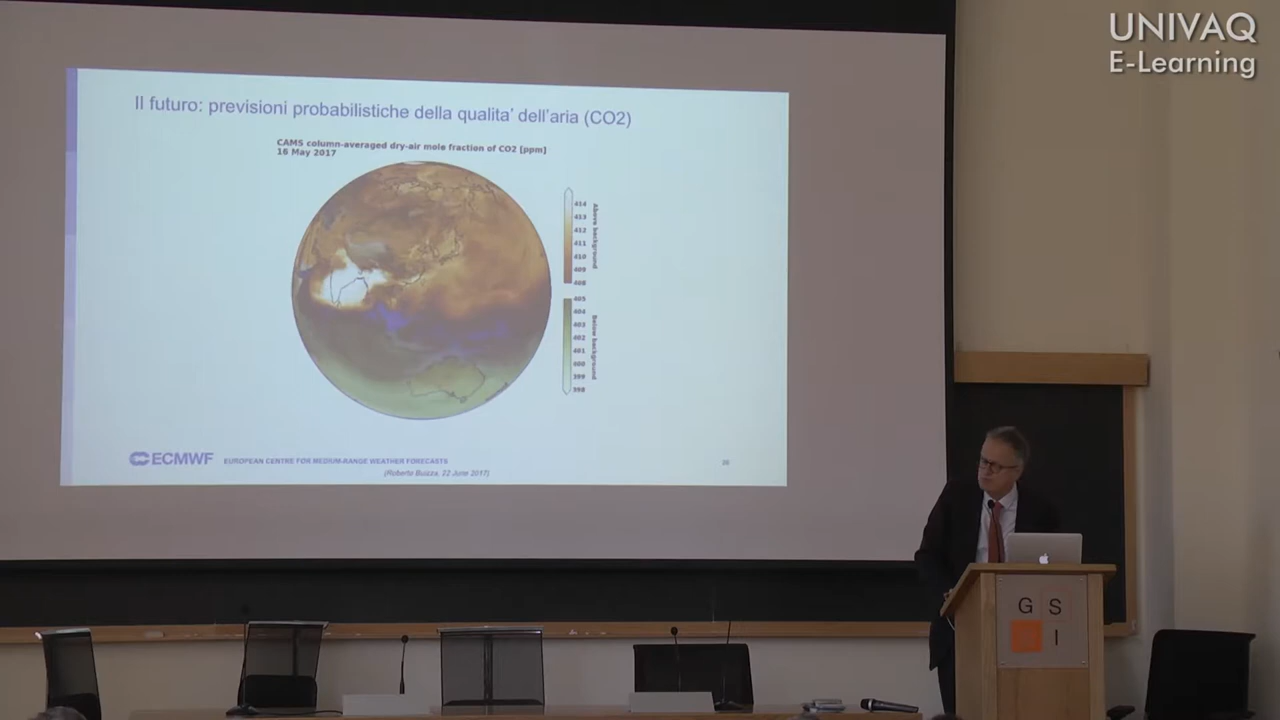 UNIVAQ
E-Learning
Il futuro: previsioni probabilistiche della qualita' dell'aria (CO2)
CAMS column-averaged dry-air mole fraction of CO2 [ppm]
16 May 2017
414
413
412
411
410
409
408
Above background
405
404
403
402
401
400
399
398
Below background
ECMWF EUROPEAN CENTRE FOR MEDIUM-RANGE WEATHER FORECASTS
(Roberto Buizza, 22 June 2017)
G S
I